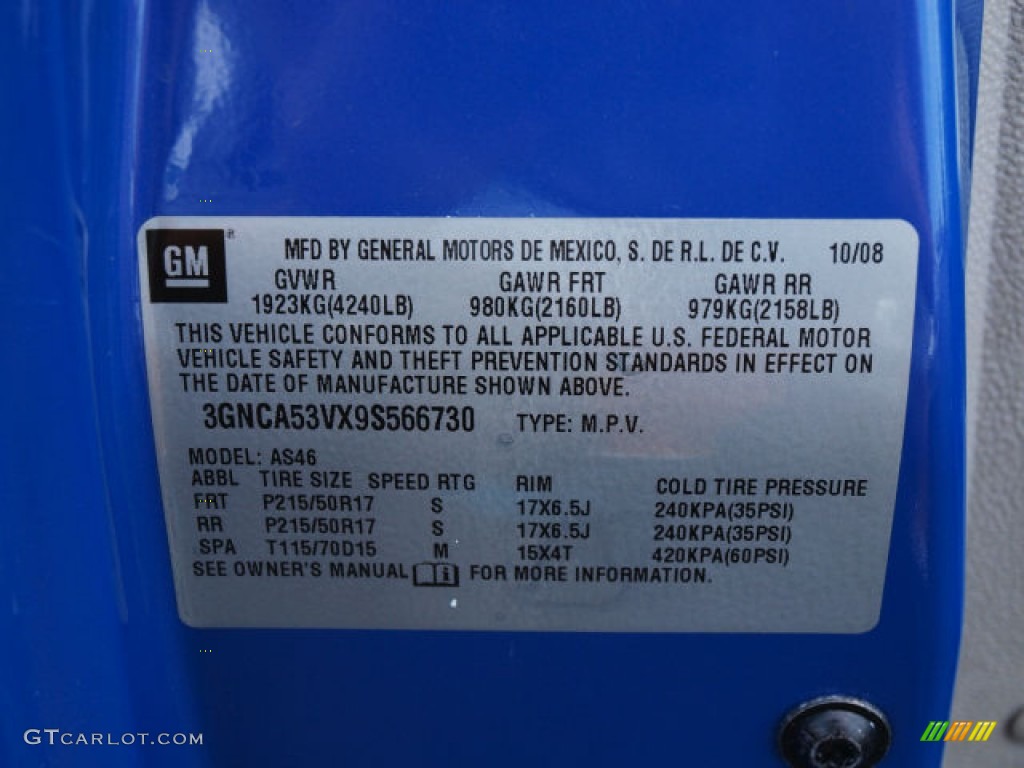 GM®
MFD BY GENERAL MOTORS DE MEXICO, S. DE R.L. DE C.V. 10/08
GVWR GAWR FRT GAWR RR
1923KG(4240LB) 980KG(2160LB) 979KG(2158LB)
THIS VEHICLE CONFORMS TO ALL APPLICABLE U.S. FEDERAL MOTOR
VEHICLE SAFETY AND THEFT PREVENTION STANDARDS IN EFFECT ON
THE DATE OF MANUFACTURE SHOWN ABOVE.
3GNCA53VX9S566730 TYPE: M.P.V.
MODEL: AS46
ABBL TIRE SIZE SPEED RTG RIM COLD TIRE PRESSURE
FRT P215/50R17 S 17X6.5J 240KPA(35PSI)
RR P215/50R17 S 17X6.5J 240KPA(35PSI)
SPA T115/70D15 M 15X4T 420KPA(60PSI)
SEE OWNER'S MANUAL i FOR MORE INFORMATION.
GTCARLOT.COM